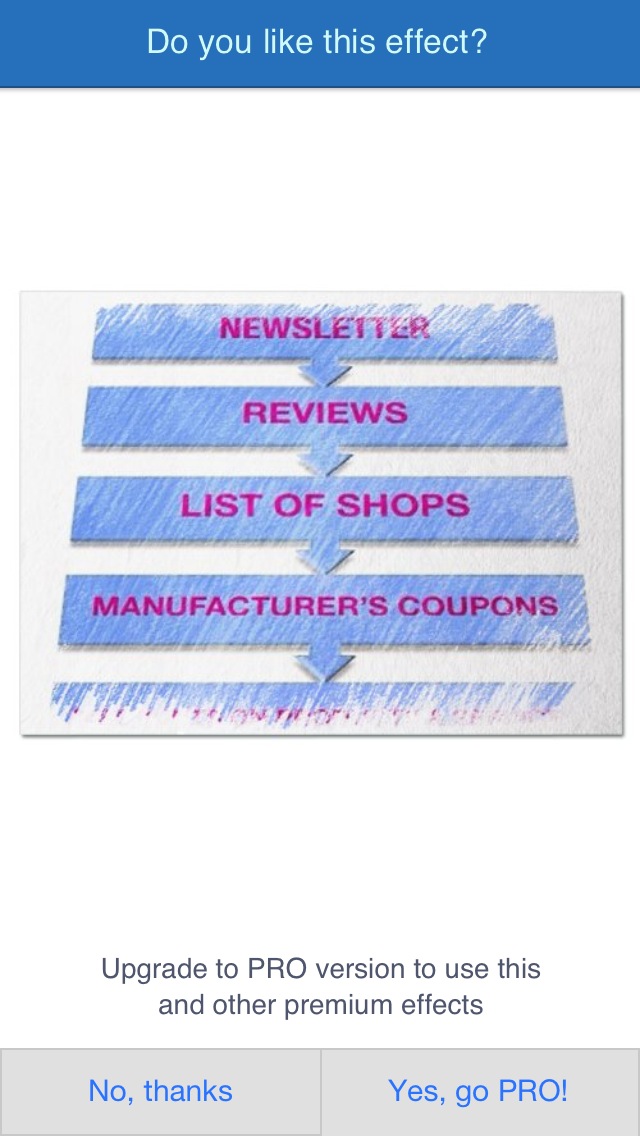 Do you like this effect?
NEWSLETTER
REVIEWS
LIST OF SHOPS
MANUFACTURER'S COUPONS
Upgrade to PRO version to use this
and other premium effects
No, thanks
Yes, go PRO!